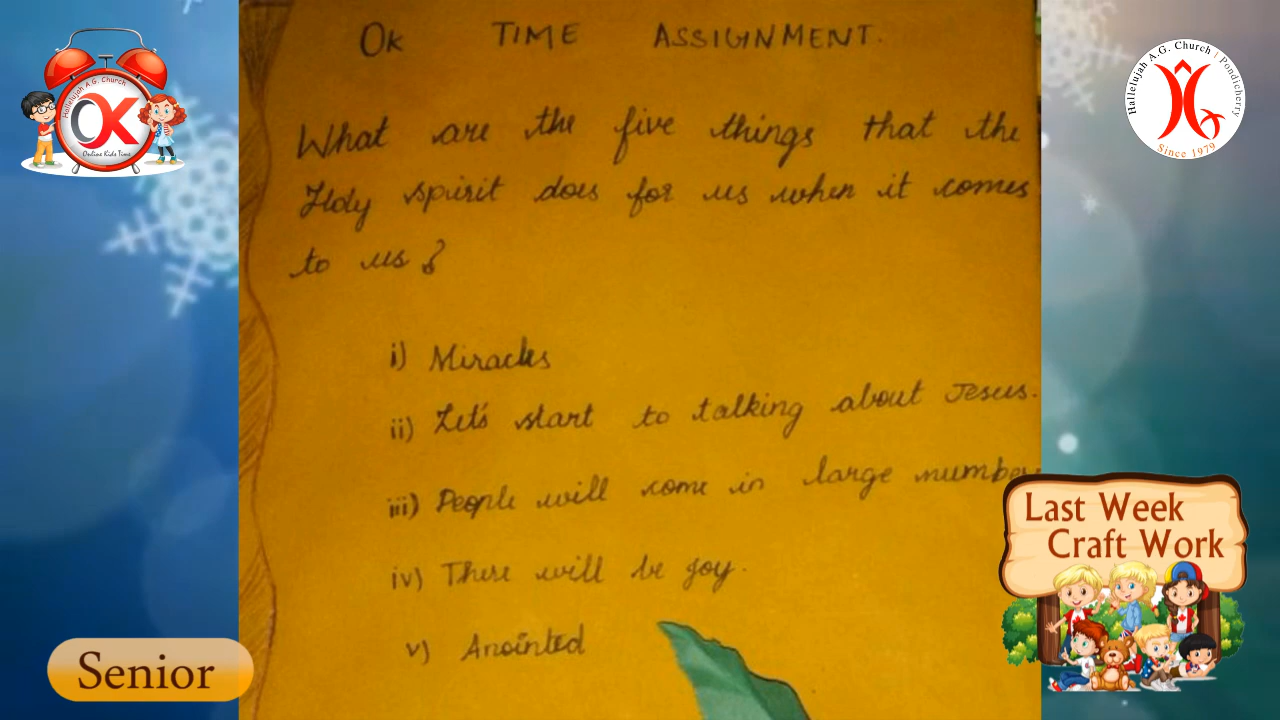 OK TIME ASSIGNMENT.
What are the five things that the
Holy spirit does for us when it comes
to us?
i) Miracles
ii) Let's start to talking about Jesus.
iii) People will come in large number
iv) There will be joy.
v) Anointed
Hallelujah A.G. Church
OK
Online Kids Time
Hallelujah A.G. Church | Pondicherry
Since 1979
Last Week
Craft Work
Senior